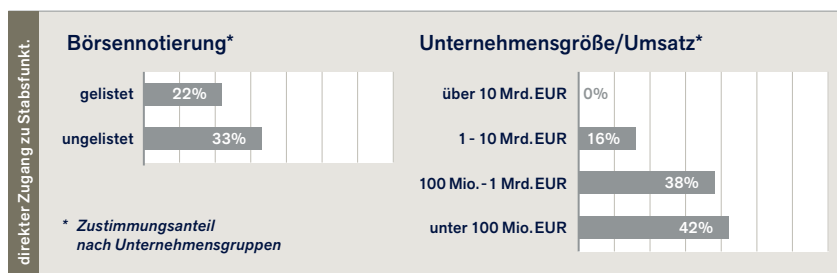 direkter Zugang zu Stabsfunkt.
Börsennotierung*
gelistet 22%
ungelistet 33%
* Zustimmungsanteil
nach Unternehmensgruppen
Unternehmensgröße/Umsatz*
über 10 Mrd. EUR 0%
1 - 10 Mrd. EUR 16%
100 Mio. - 1 Mrd. EUR 38%
unter 100 Mio. EUR 42%